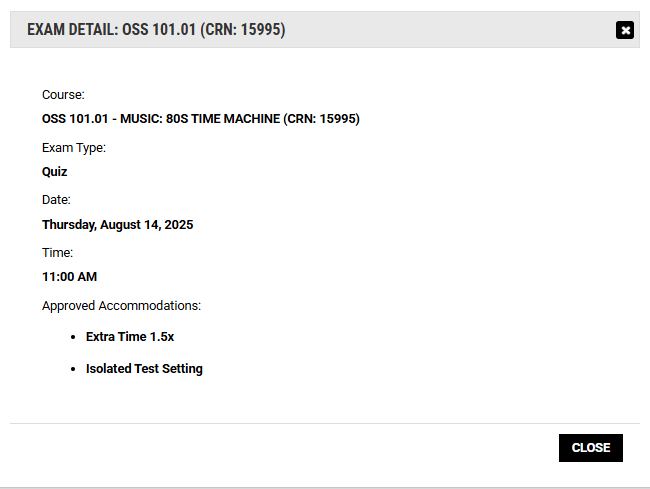 EXAM DETAIL: OSS 101.01 (CRN: 15995)
Course:
OSS 101.01 - MUSIC: 80S TIME MACHINE (CRN: 15995)
Exam Type:
Quiz
Date:
Thursday, August 14, 2025
Time:
11:00 AM
Approved Accommodations:
• Extra Time 1.5x
• Isolated Test Setting
CLOSE